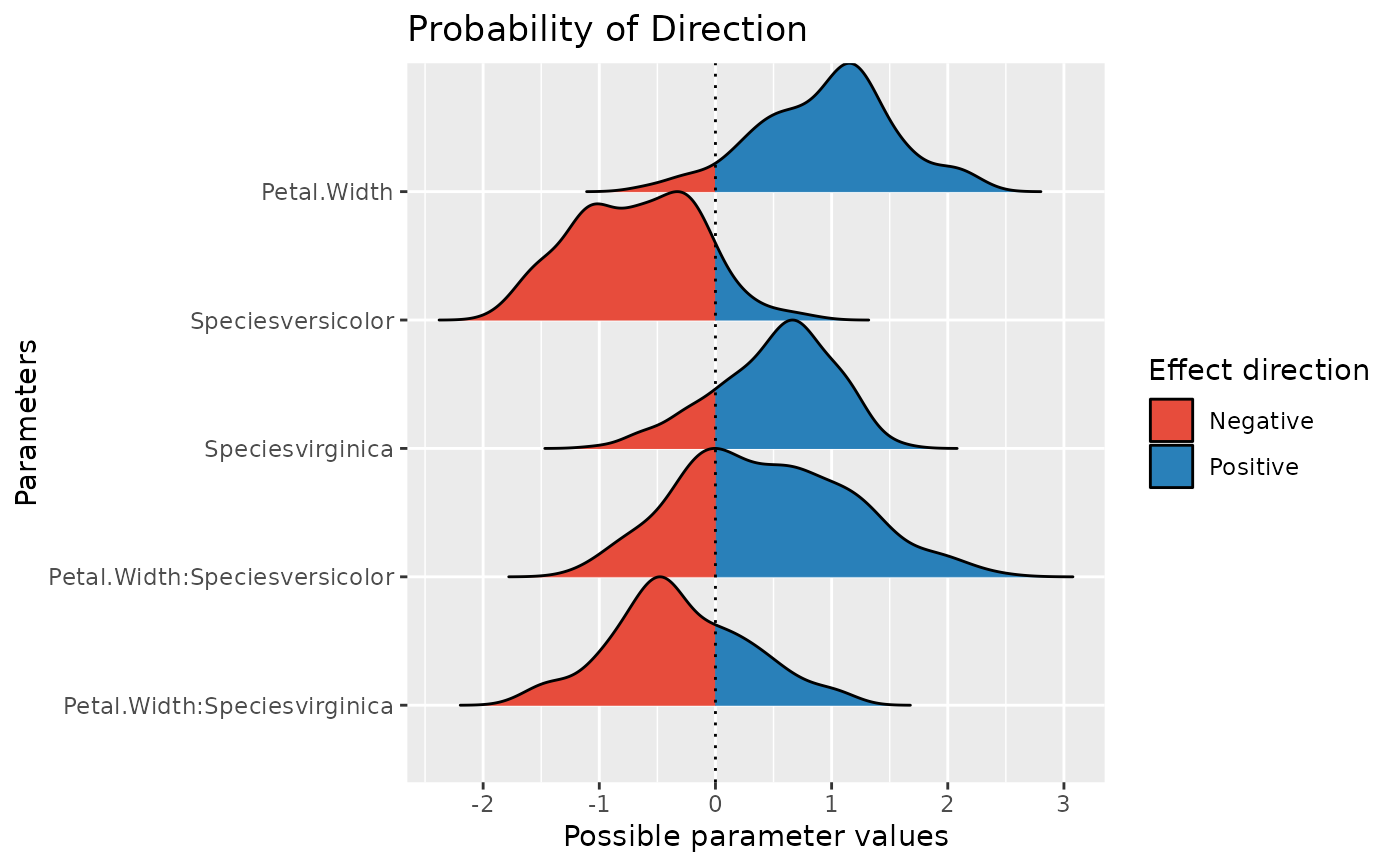 Probability of Direction
Parameters
Petal.Width
Speciesversicolor
Speciesvirginica
Petal.Width:Speciesversicolor
Petal.Width:Speciesvirginica
-2 -1 0 1 2 3
Possible parameter values
Effect direction
Negative
Positive